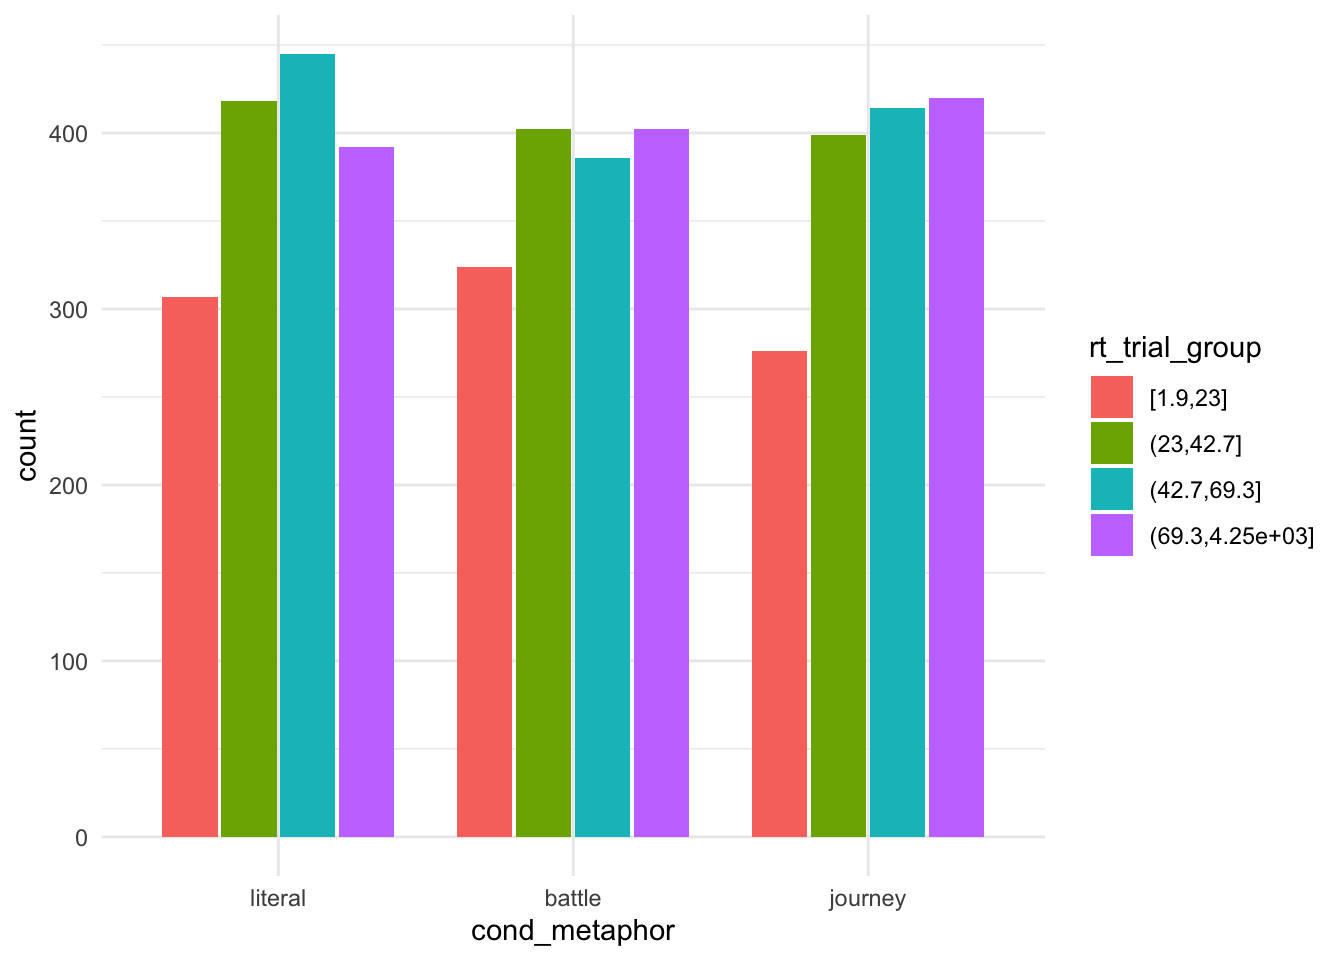 count
400
300
200
100
0
literal
battle
journey
cond_metaphor
rt_trial_group
[1.9,23]
(23,42.7]
(42.7,69.3]
(69.3,4.25e+03]